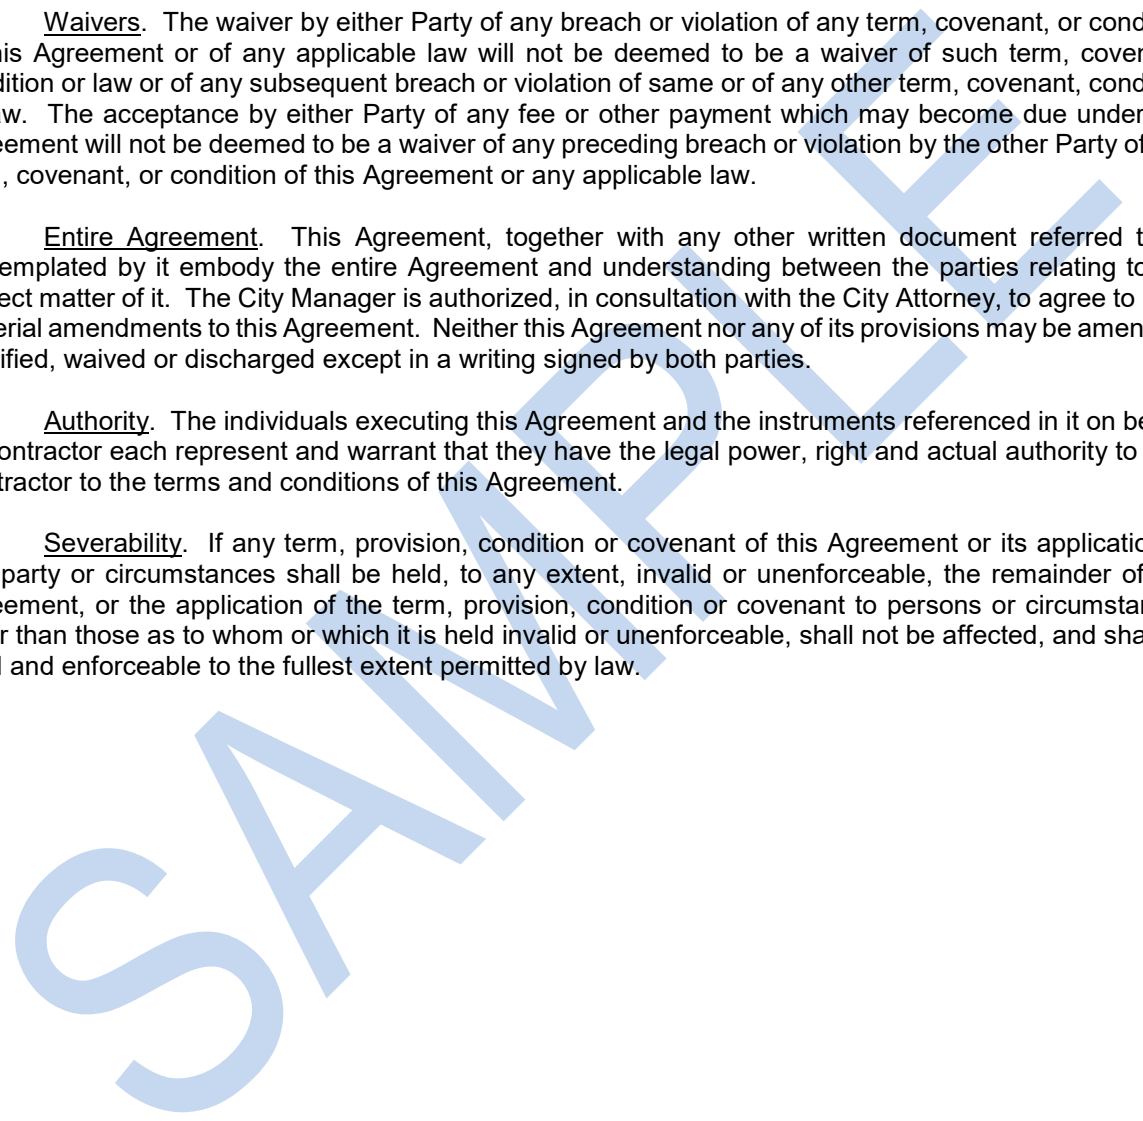 Waivers. The waiver by either Party of any breach or violation of any term, covenant, or cond
his Agreement or of any applicable law will not be deemed to be a waiver of such term, cover
dition or law or of any subsequent breach or violation of same or of any other term, covenant, cond
aw. The acceptance by either Party of any fee or other payment which may become due under
eement will not be deemed to be a waiver of any preceding breach or violation by the other Party of
, covenant, or condition of this Agreement or any applicable law.
Entire Agreement. This Agreement, together with any other written document referred t
templated by it embody the entire Agreement and understanding between the parties relating to
ect matter of it. The City Manager is authorized, in consultation with the City Attorney, to agree to
erial amendments to this Agreement. Neither this Agreement nor any of its provisions may be amen
ified, waived or discharged except in a writing signed by both parties.
Authority. The individuals executing this Agreement and the instruments referenced in it on be
ontractor each represent and warrant that they have the legal power, right and actual authority to
tractor to the terms and conditions of this Agreement.
Severability. If any term, provision, condition or covenant of this Agreement or its applicatio
party or circumstances shall be held, to any extent, invalid or unenforceable, the remainder of
eement, or the application of the term, provision, condition or covenant to persons or circumstan
r than those as to whom or which it is held invalid or unenforceable, shall not be affected, and sha
d and enforceable to the fullest extent permitted by law.
SAMPLE